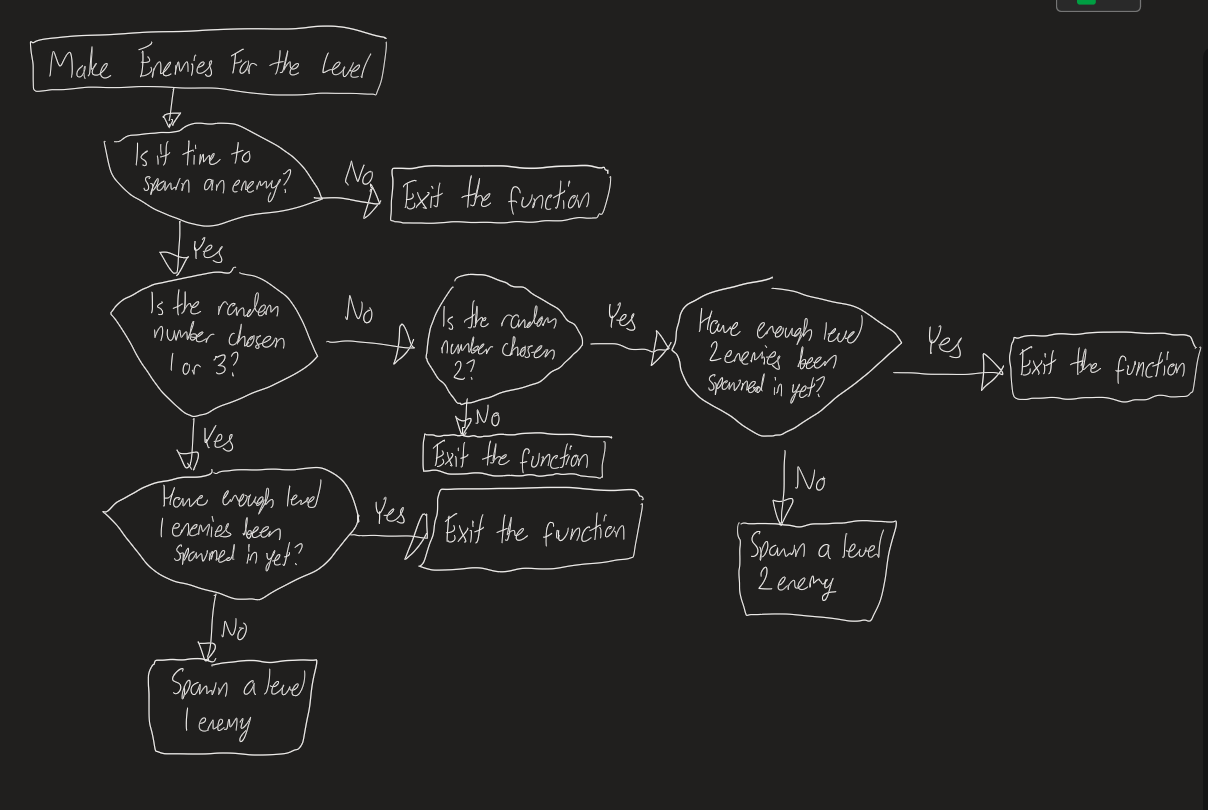 Make Enemies For the Level
Is it time to
spawn an enemy?
No
Exit the function
Yes
Is the random
number chosen
1 or 3?
No
Is the random
number chosen
2?
Yes
Have enough level
2 enemies been
spawned in yet?
Yes
Exit the function
No
Exit the function
Yes
Have enough level
1 enemies been
spawned in yet?
Yes
Exit the function
No
Spawn a level
2 enemy
No
Spawn a level
1 enemy